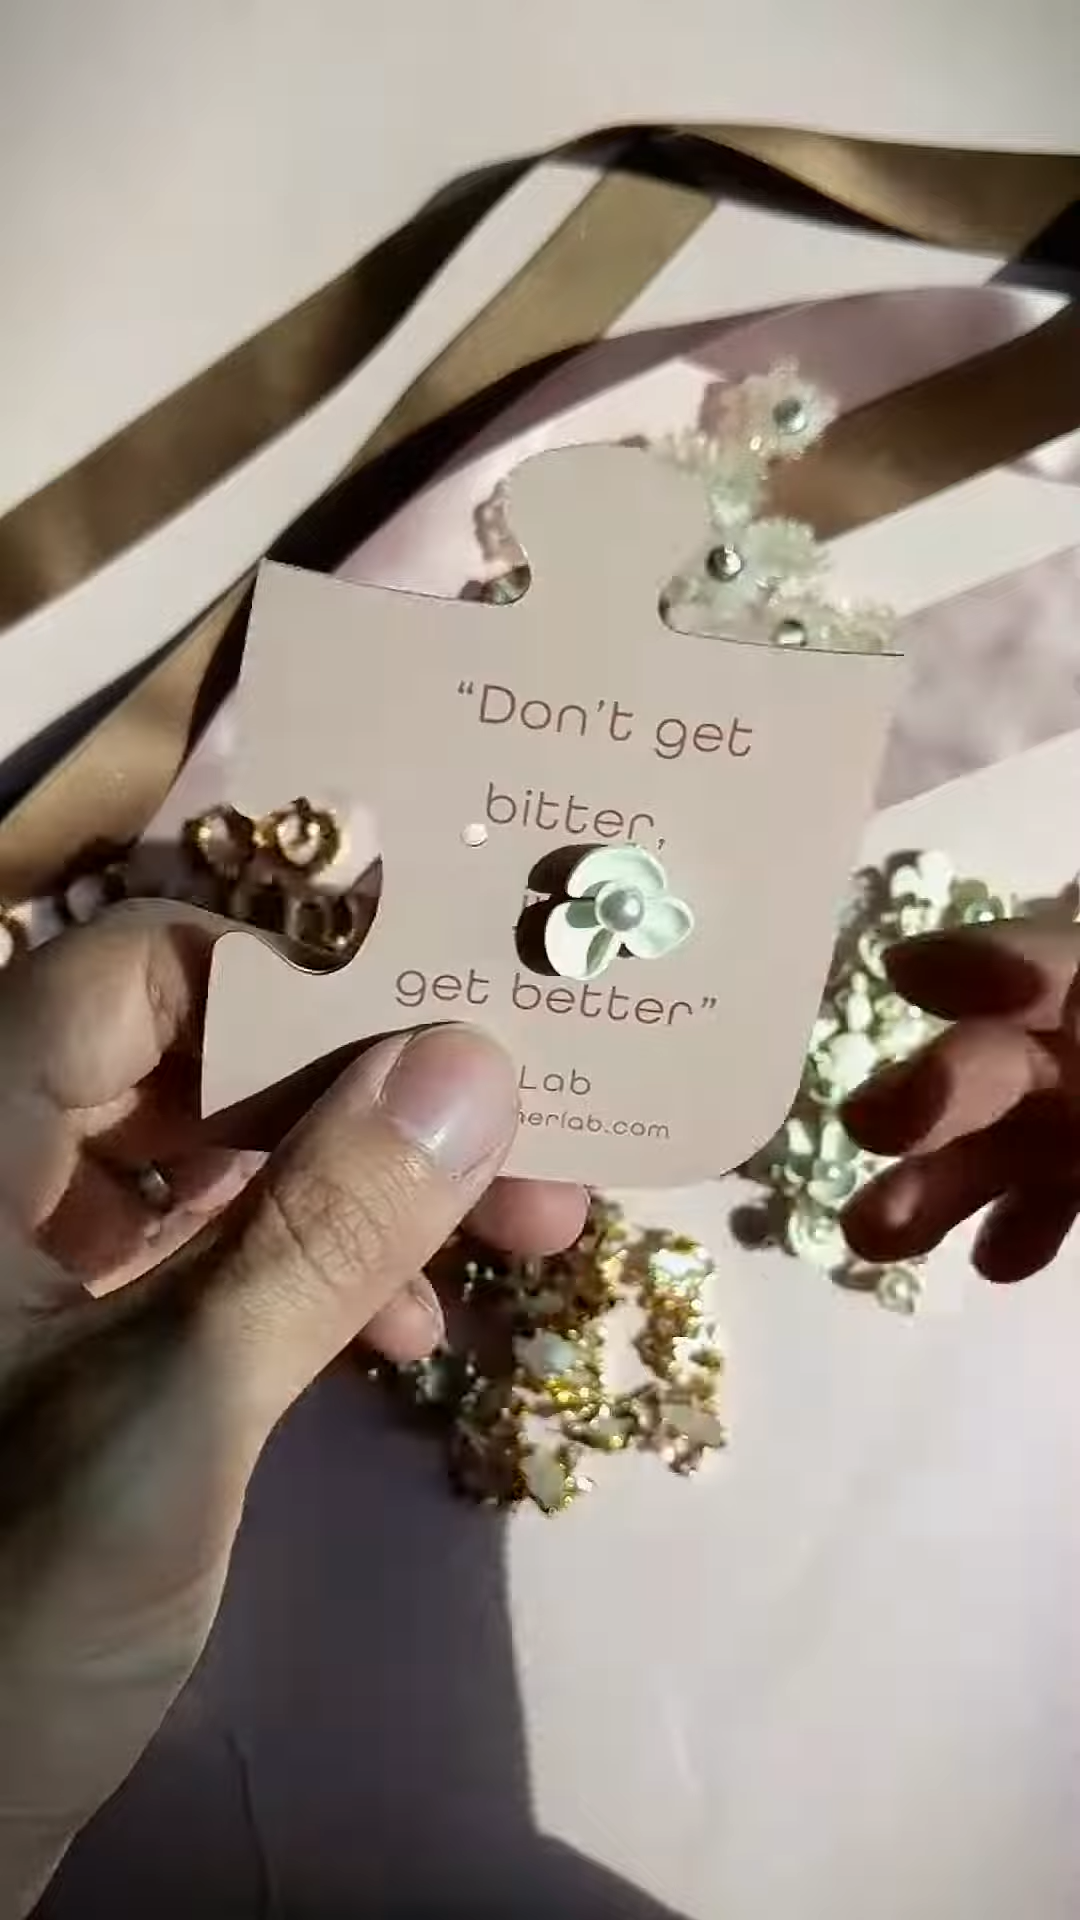 “Don’t get
bitter,
get better”
Lab
herlab.com